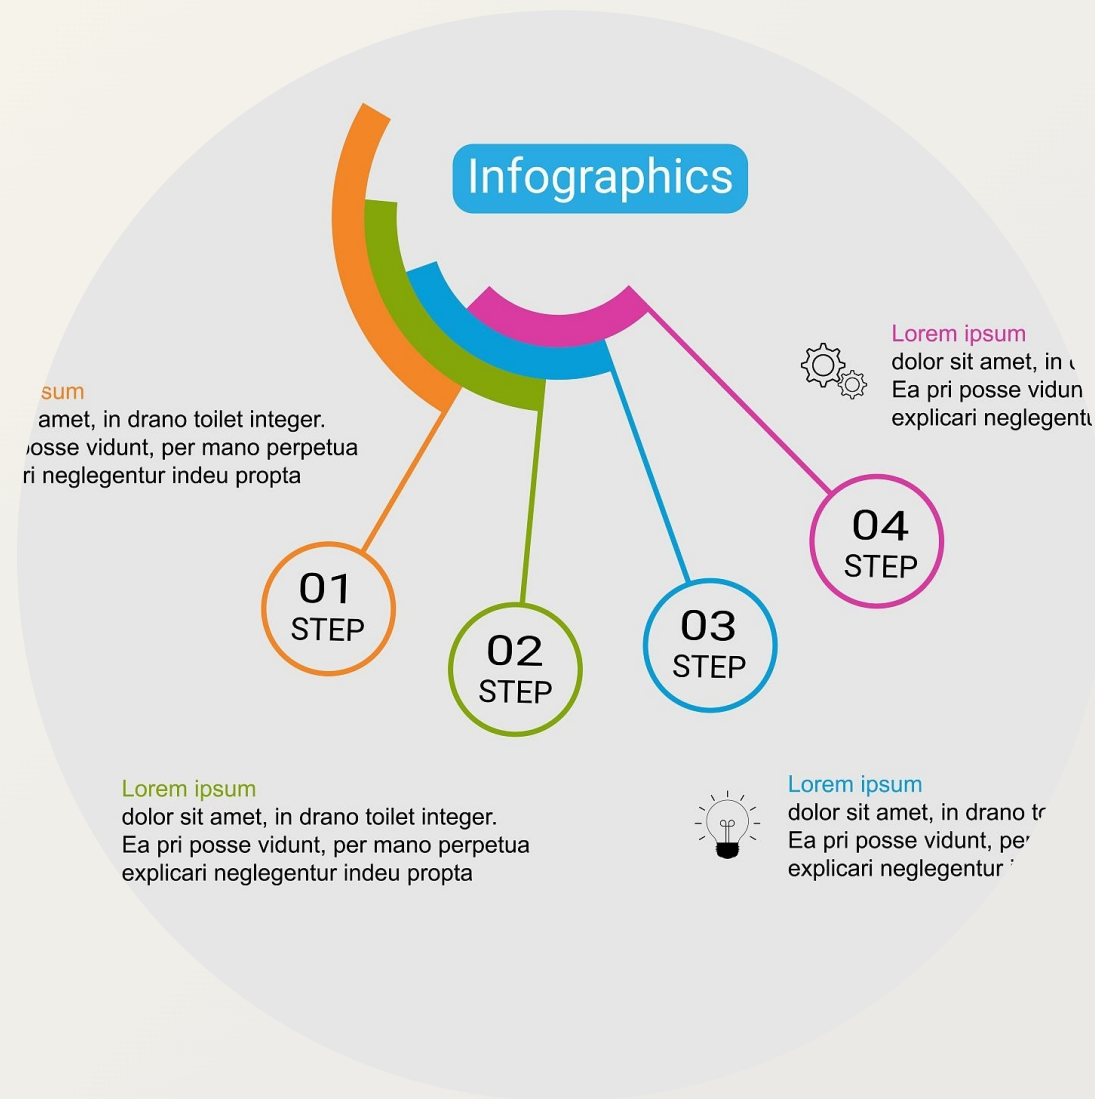 Infographics
Lorem ipsum
dolor sit amet, in
Ea pri posse vidun
explicari neglegentu
sum
amet, in drano toilet integer.
posse vidunt, per mano perpetua
ri neglegentur indeu propta
01
STEP
02
STEP
03
STEP
04
STEP
Lorem ipsum
dolor sit amet, in drano toilet integer.
Ea pri posse vidunt, per mano perpetua
explicari neglegentur indeu propta
Lorem ipsum
dolor sit amet, in drano
Ea pri posse vidunt, per
explicari neglegentur